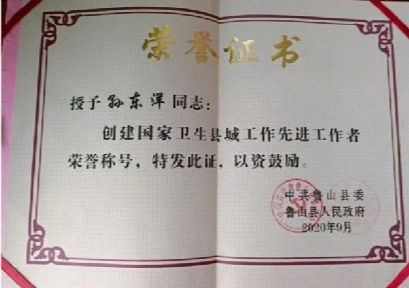 荣誉证书
授予孙东洋同志：
创建国家卫生县城工作先进工作者
荣誉称号，特发此证，以资鼓励。
中共鲁山县委
鲁山县人民政府
2020年9月